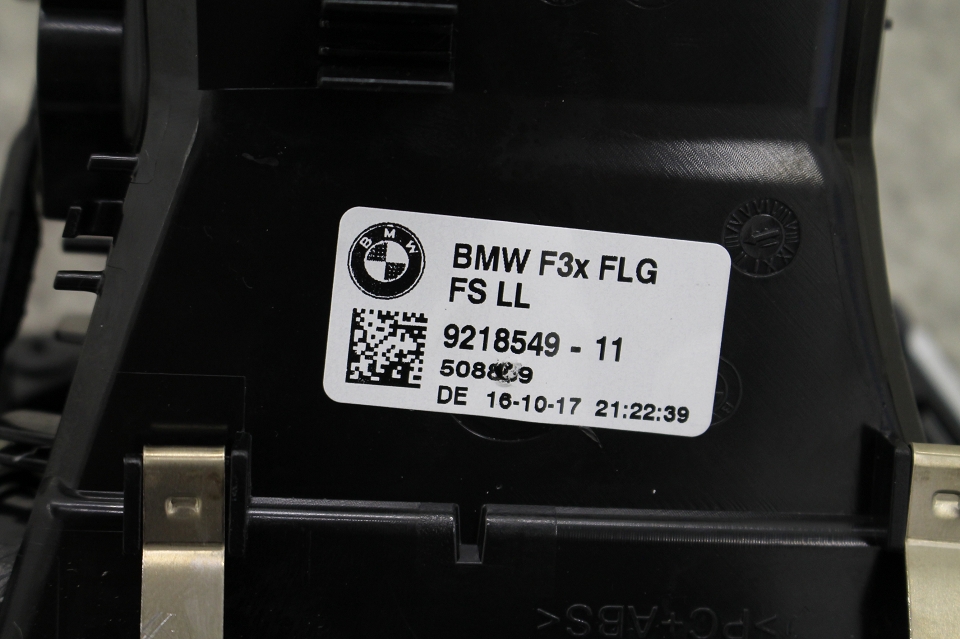 BMW
BMW F3x FLG
FS LL
9218549 - 11
DE 16-10-17 21:22:39
>PC+ABS<